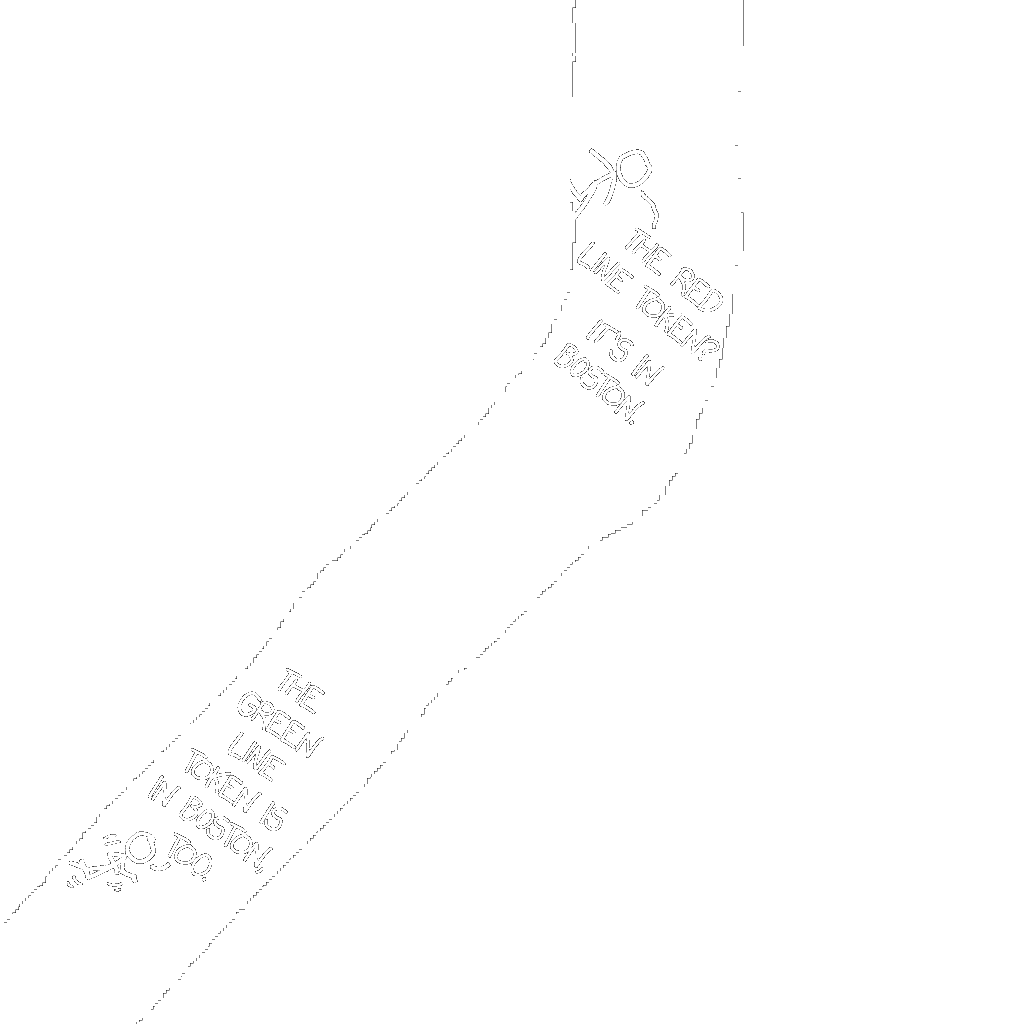 THE RED
LINE TOKEN?
IT'S IN
BOSTON.
THE
GREEN
LINE
TOKEN IS
IN BOSTON,
TOO.